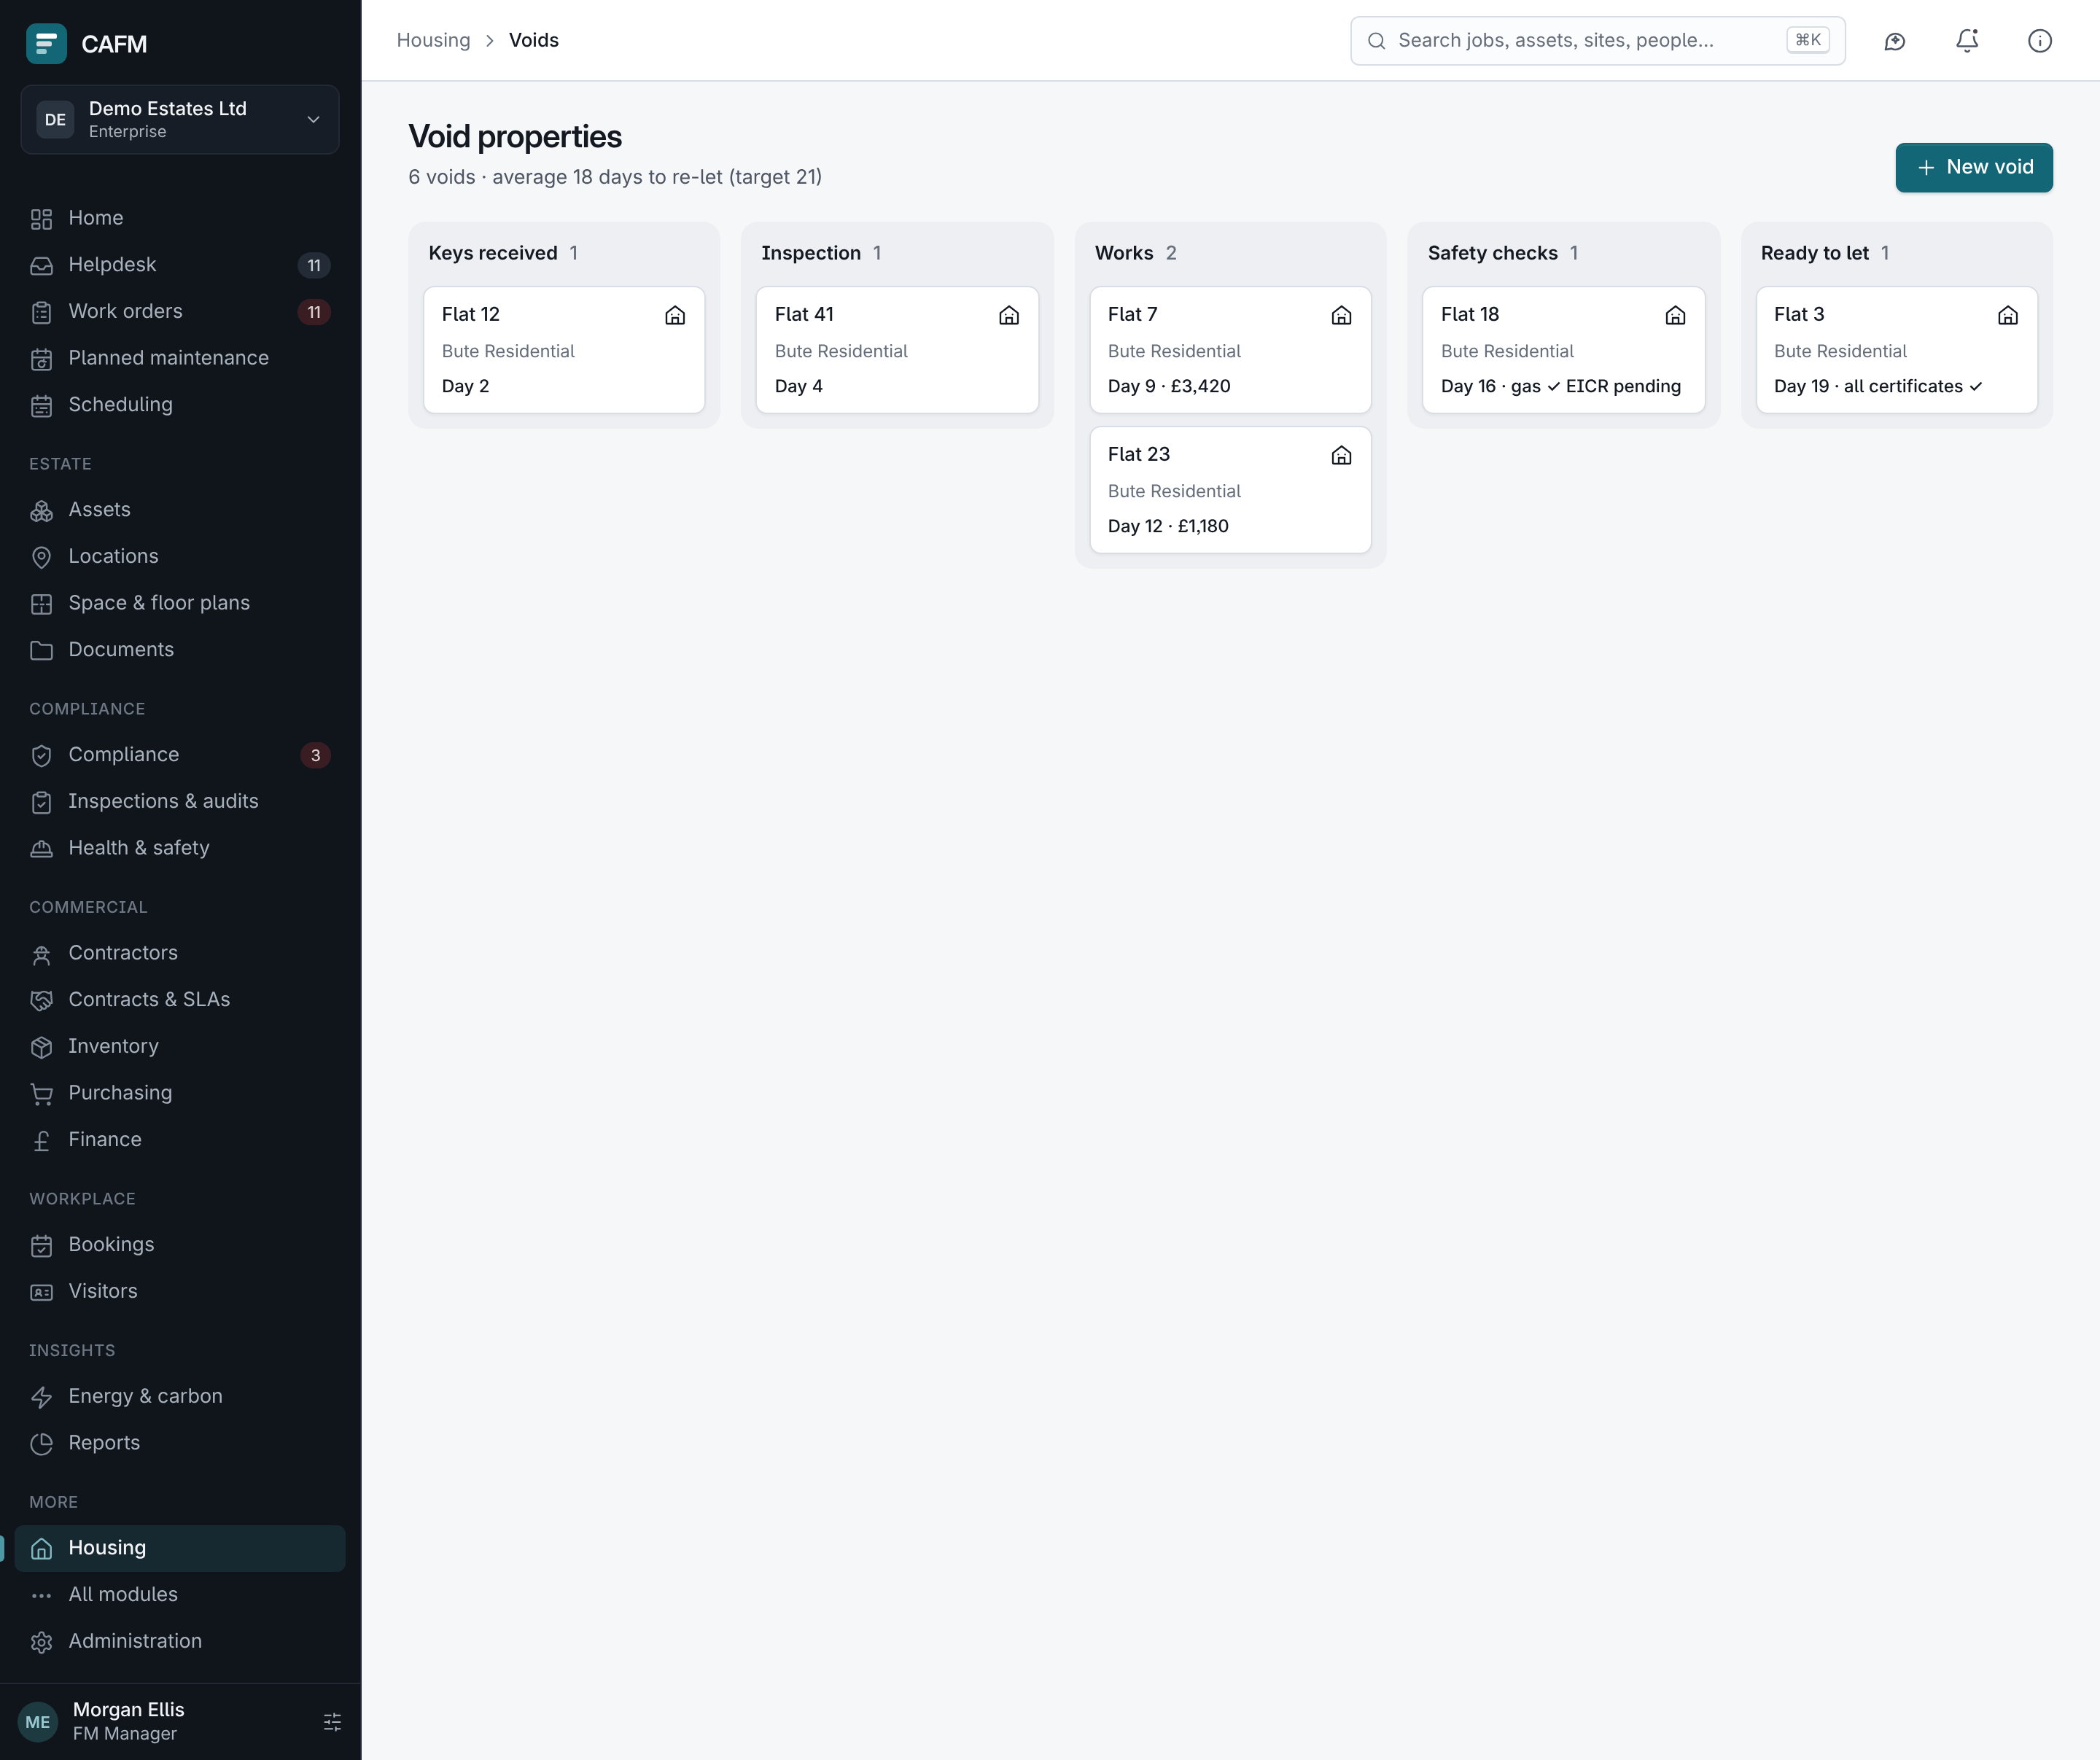 CAFM
DE
Demo Estates Ltd
Enterprise
Home
Helpdesk 11
Work orders 11
Planned maintenance
Scheduling
ESTATE
Assets
Locations
Space & floor plans
Documents
COMPLIANCE
Compliance 3
Inspections & audits
Health & safety
COMMERCIAL
Contractors
Contracts & SLAs
Inventory
Purchasing
Finance
WORKPLACE
Bookings
Visitors
INSIGHTS
Energy & carbon
Reports
MORE
Housing
All modules
Administration
ME
Morgan Ellis
FM Manager
Housing > Voids
Search jobs, assets, sites, people... ⌘K
Void properties
6 voids · average 18 days to re-let (target 21)
+ New void
Keys received 1
Flat 12
Bute Residential
Day 2
Inspection 1
Flat 41
Bute Residential
Day 4
Works 2
Flat 7
Bute Residential
Day 9 · £3,420
Flat 23
Bute Residential
Day 12 · £1,180
Safety checks 1
Flat 18
Bute Residential
Day 16 · gas ✓ EICR pending
Ready to let 1
Flat 3
Bute Residential
Day 19 · all certificates ✓